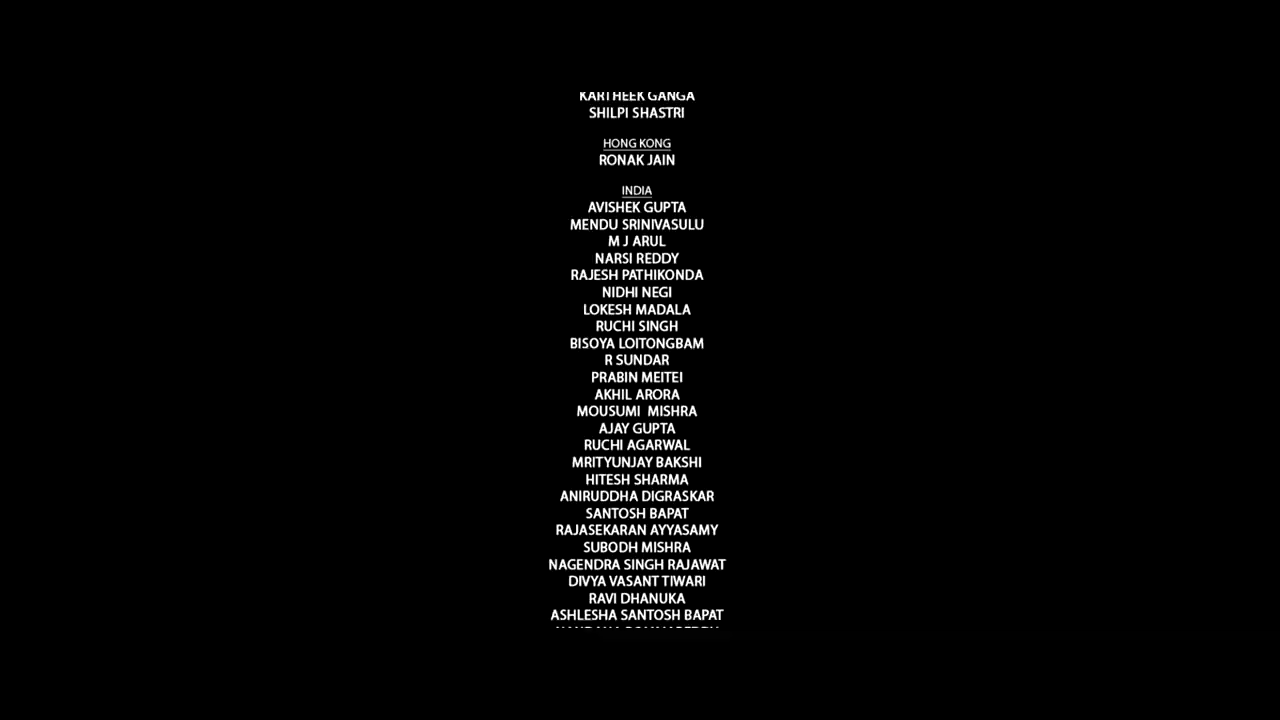 KARTHEEK GANGA
SHILPI SHASTRI
HONG KONG
RONAK JAIN
INDIA
AVISHEK GUPTA
MENDU SRINIVASULU
M J ARUL
NARSI REDDY
RAJESH PATHIKONDA
NIDHI NEGI
LOKESH MADALA
RUCHI SINGH
BISOYA LOITONGBAM
R SUNDAR
PRABIN MEITEI
AKHIL ARORA
MOUSUMI MISHRA
AJAY GUPTA
RUCHI AGARWAL
MRITYUNJAY BAKSHI
HITESH SHARMA
ANIRUDDHA DIGRASKAR
SANTOSH BAPAT
RAJASEKARAN AYYASAMY
SUBODH MISHRA
NAGENDRA SINGH RAJAWAT
DIVYA VASANT TIWARI
RAVI DHANUKA
ASHLESHA SANTOSH BAPAT